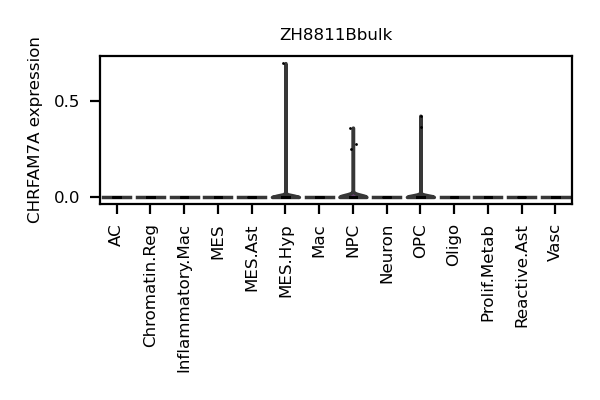 ZH8811Bbulk
CHRFAM7A expression
0.5
0.0
AC
Chromatin.Reg
Inflammatory.Mac
MES
MES.Ast
MES.Hyp
Mac
NPC
Neuron
OPC
Oligo
Prolif.Metab
Reactive.Ast
Vasc